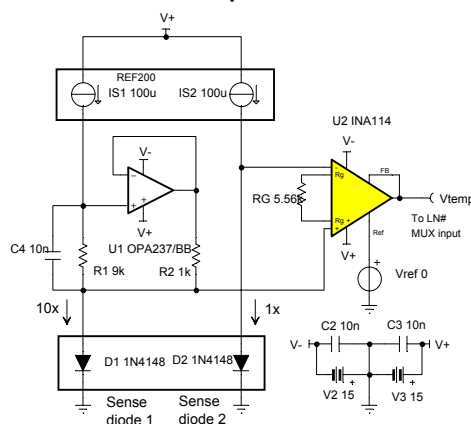 V+
REF200
IS1 100u
IS2 100u
U2 INA114
V-
V-
FB
Rg
RG 5.56k
Rg
Vtemp
To LN#
MUX input
Ref
V+
V+
C4 10n
U1 OPA237/BB
R1 9k
R2 1k
Vref 0
10x
1x
C2 10n
C3 10n
V-
V+
D1 1N4148
D2 1N4148
V2 15
V3 15
Sense
diode 1
Sense
diode 2